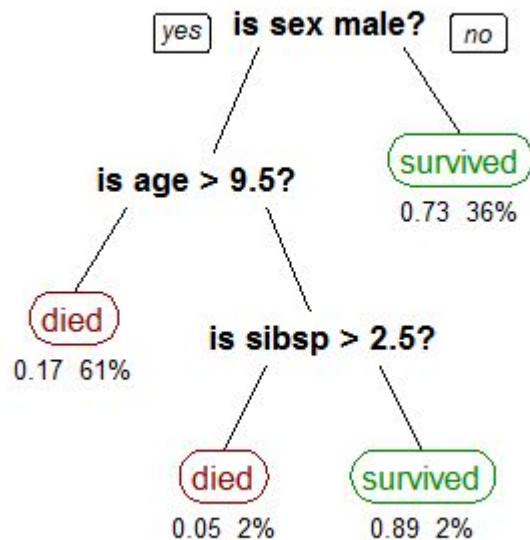 yes is sex male? no
survived
0.73 36%
is age > 9.5?
died
0.17 61%
is sibsp > 2.5?
died survived
0.05 2% 0.89 2%